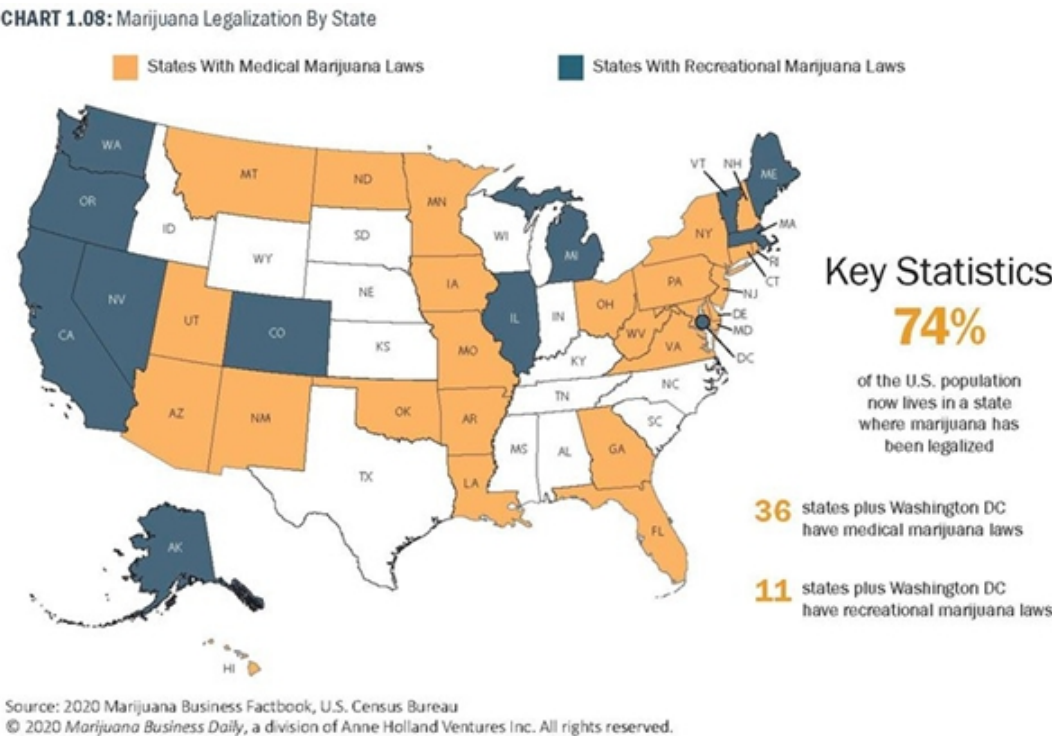 CHART 1.08: Marijuana Legalization By State
States With Medical Marijuana Laws
States With Recreational Marijuana Laws
WA
MT
ND
MN
VT
NH
ME
OR
ID
SD
WI
MI
NY
MA
WY
RI
CT
IA
PA
NJ
NV
NE
OH
UT
IL
IN
DE
CA
CO
WV
MD
KS
MO
VA
DC
KY
NC
TN
AZ
NM
OK
AR
SC
MS
AL
GA
TX
LA
FL
AK
HI
Key Statistics
74%
of the U.S. population
now lives in a state
where marijuana has
been legalized
36
states plus Washington DC
have medical marijuana laws
11
states plus Washington DC
have recreational marijuana laws
Source: 2020 Marijuana Business Factbook, U.S. Census Bureau
© 2020 Marijuana Business Daily, a division of Anne Holland Ventures Inc. All rights reserved.